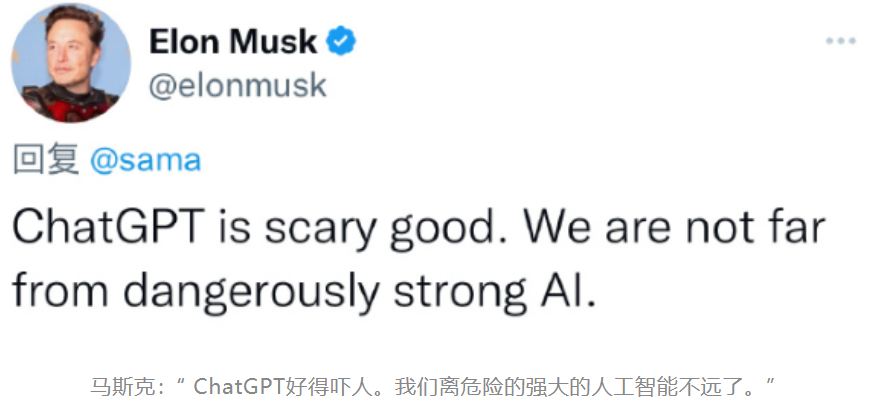 Elon Musk
@elonmusk
回复 @sama
ChatGPT is scary good. We are not far
from dangerously strong AI.
马斯克：“ ChatGPT好得吓人。我们离危险的强大的人工智能不远了。”